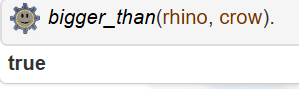 bigger_than(rhino, crow).
true